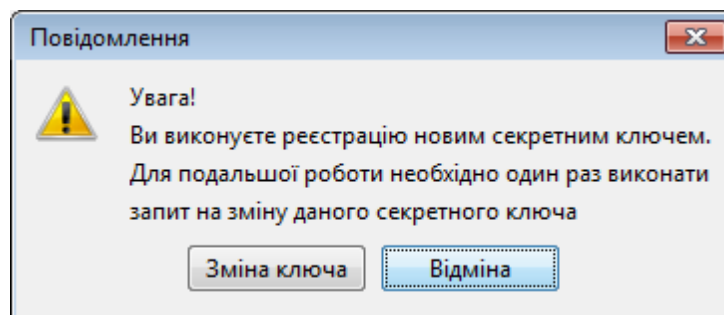 Повідомлення
Увага!
Ви виконуєте реєстрацію новим секретним ключем.
Для подальшої роботи необхідно один раз виконати
запит на зміну даного секретного ключа
Зміна ключа
Відміна